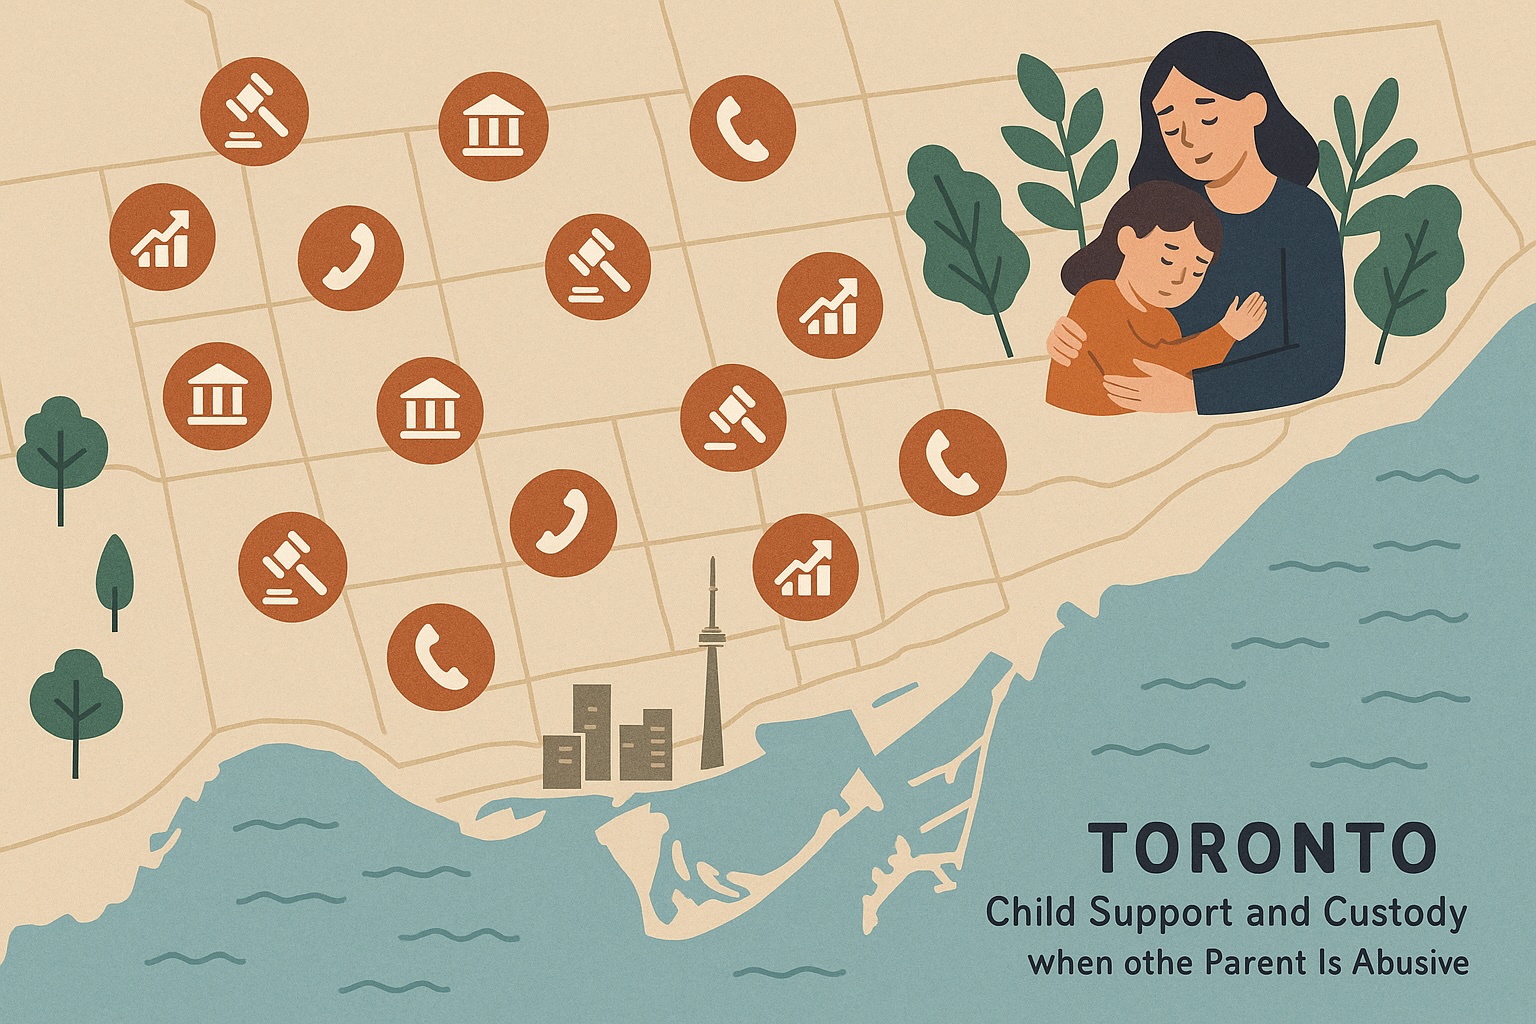 TORONTO
Child Support and Custody
when othe Parent Is Abusive